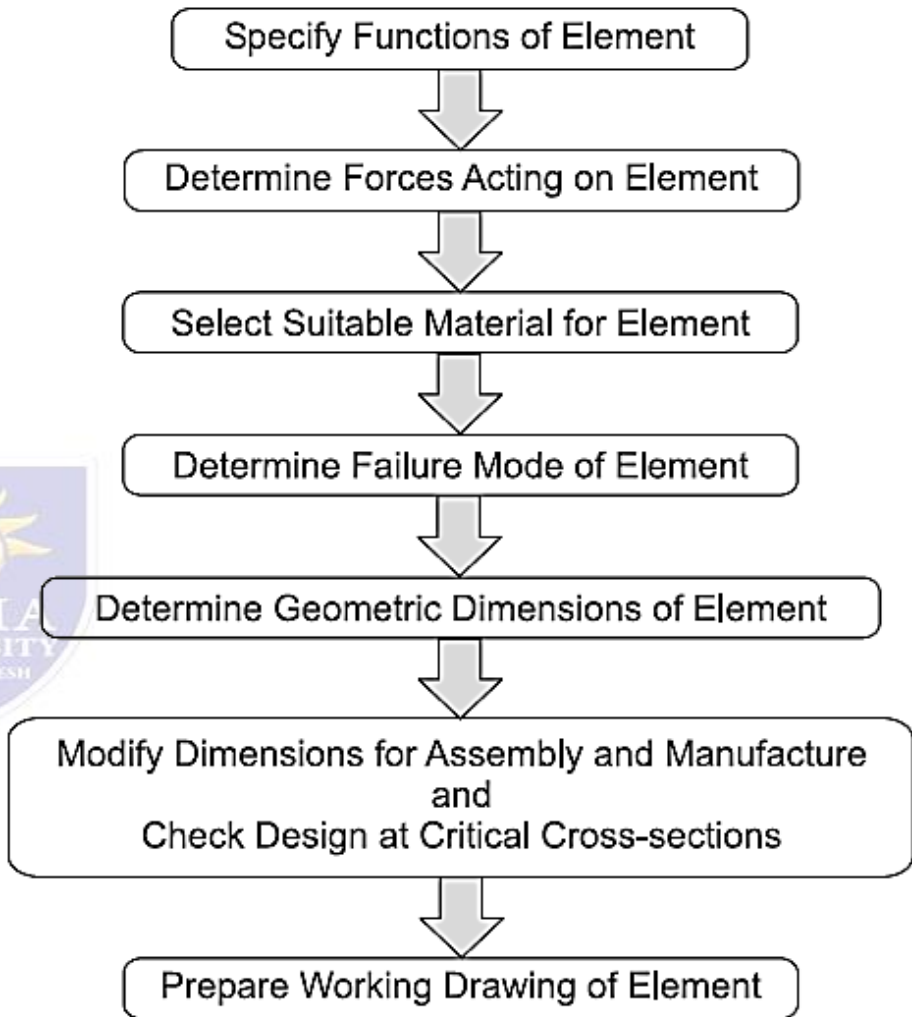 Specify Functions of Element
Determine Forces Acting on Element
Select Suitable Material for Element
Determine Failure Mode of Element
Determine Geometric Dimensions of Element
Modify Dimensions for Assembly and Manufacture
and
Check Design at Critical Cross-sections
Prepare Working Drawing of Element